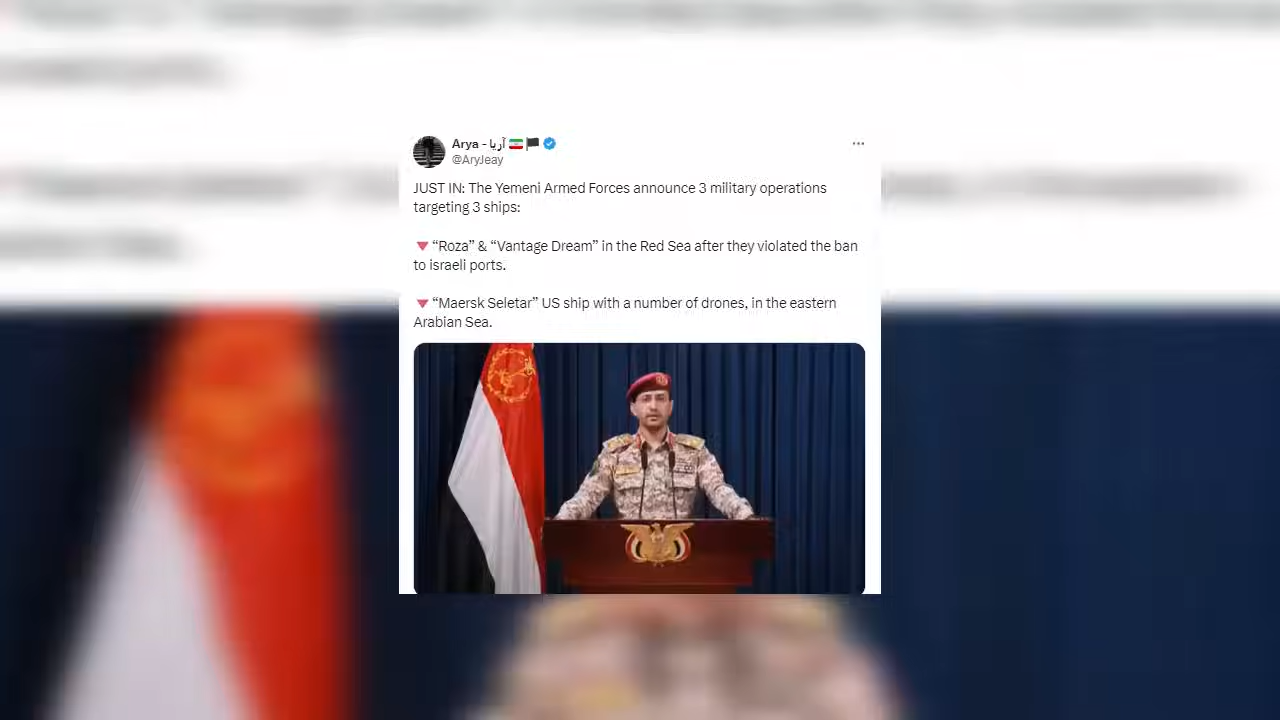 Arya - آریا 🇮🇷🏴
@AryJeay
JUST IN: The Yemeni Armed Forces announce 3 military operations
targeting 3 ships:
🔻“Roza” & “Vantage Dream” in the Red Sea after they violated the ban
to israeli ports.
🔻“Maersk Seletar” US ship with a number of drones, in the eastern
Arabian Sea.